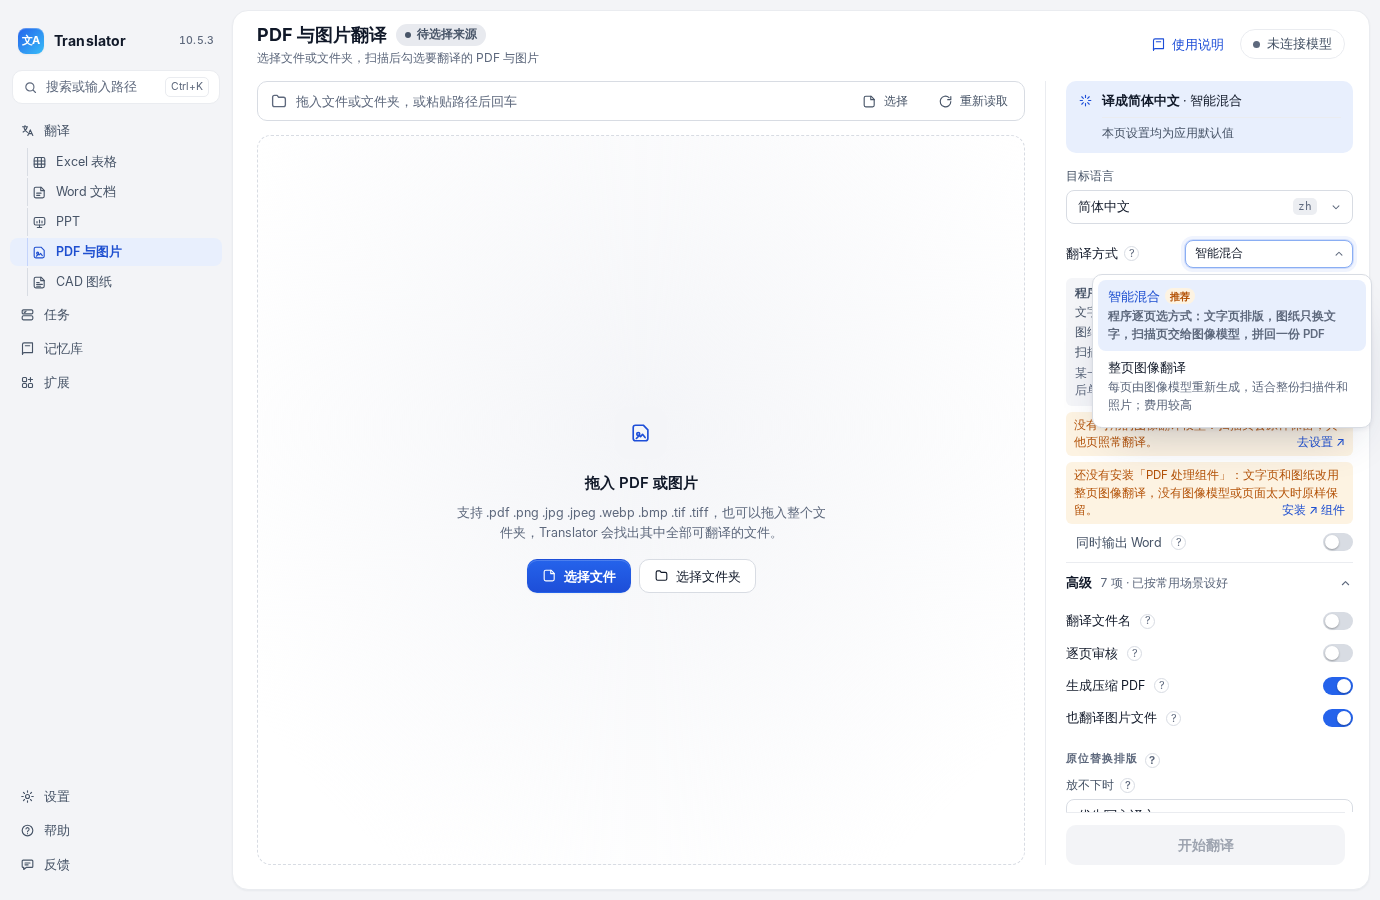 Translator
10.5.3
搜索或输入路径
Ctrl+K
翻译
Excel 表格
Word 文档
PPT
PDF 与图片
CAD 图纸
任务
记忆库
扩展
设置
帮助
反馈
PDF 与图片翻译
待选择来源
选择文件或文件夹，扫描后勾选要翻译的 PDF 与图片
使用说明
未连接模型
拖入文件或文件夹，或粘贴路径后回车
选择
重新读取
拖入 PDF 或图片
支持 .pdf .png .jpg .jpeg .webp .bmp .tif .tiff，也可以拖入整个文
件夹，Translator 会找出其中全部可翻译的文件。
选择文件
选择文件夹
译成简体中文 · 智能混合
本页设置均为应用默认值
目标语言
简体中文
zh
翻译方式 ?
智能混合
智能混合 推荐
程序逐页选方式：文字页排版，图纸只换文
字，扫描页交给图像模型，拼回一份 PDF
整页图像翻译
每页由图像模型重新生成，适合整份扫描件和
照片；费用较高
文
某一
后
没有
他页照常翻译。
去设置
还没有安装「PDF 处理组件」：文字页和图纸改用
整页图像翻译，没有图像模型或页面太大时原样保
留。
安装 组件
同时输出 Word ?
高级 7 项 · 已按常用场景设好
翻译文件名 ?
逐页审核 ?
生成压缩 PDF ?
也翻译图片文件 ?
原位替换排版 ?
放不下时 ?
开始翻译